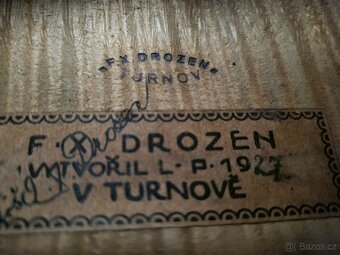 F X DROZEN
TURNOV
F. X DROZEN
VYTVOŘIL L. P. 1927
V TURNOVĚ
Bazos.cz